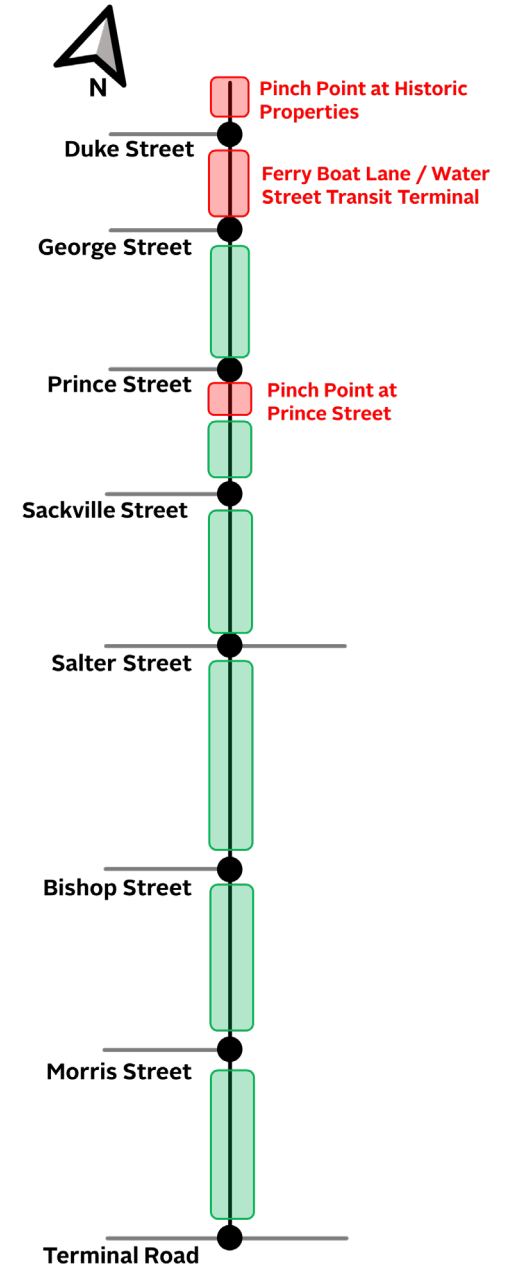 N
Pinch Point at Historic
Properties
Duke Street
Ferry Boat Lane / Water
Street Transit Terminal
George Street
Prince Street
Pinch Point at
Prince Street
Sackville Street
Salter Street
Bishop Street
Morris Street
Terminal Road